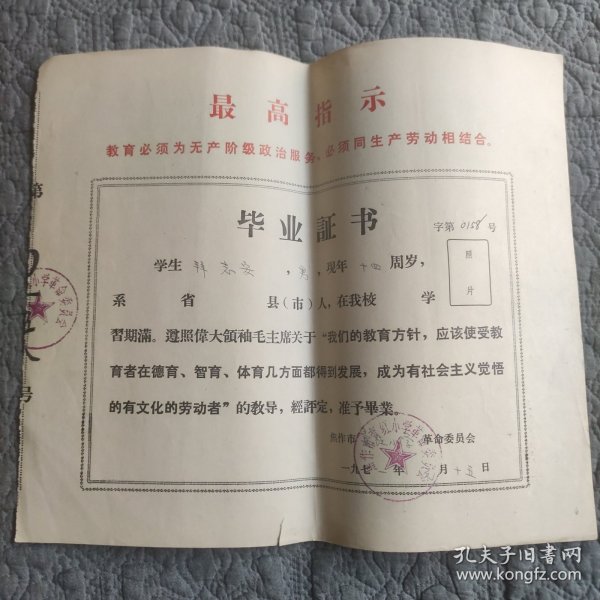 最高指示
教育必须为无产阶级政治服务，必须同生产劳动相结合。
毕业証书
字第0158号
学生 志安，男，现年十四周岁，
照片
系 省 县（市）人，在我校 学
習期滿。遵照偉大領袖毛主席关于“我们的教育方针，应该使受教
育者在德育、智育、体育几方面都得到发展，成为有社会主义觉悟
的有文化的劳动者”的教导，經評定，准予畢業。
焦作市 革命委员会
一九七 年 月十五日
第
号
孔夫子旧书网
www.kongfz.com